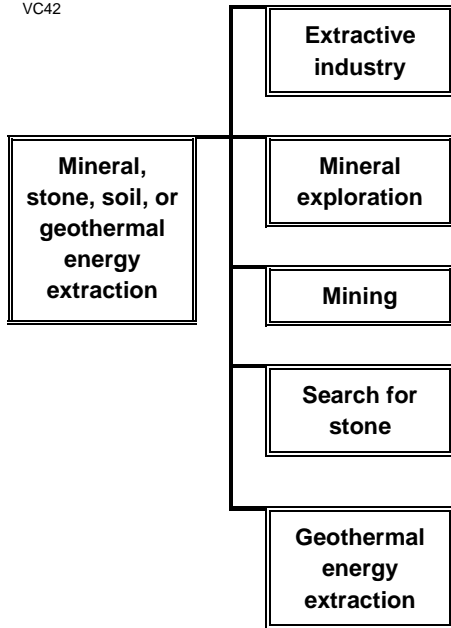 VC42
Extractive
industry
Mineral,
stone, soil, or
geothermal
energy
extraction
Mineral
exploration
Mining
Search for
stone
Geothermal
energy
extraction